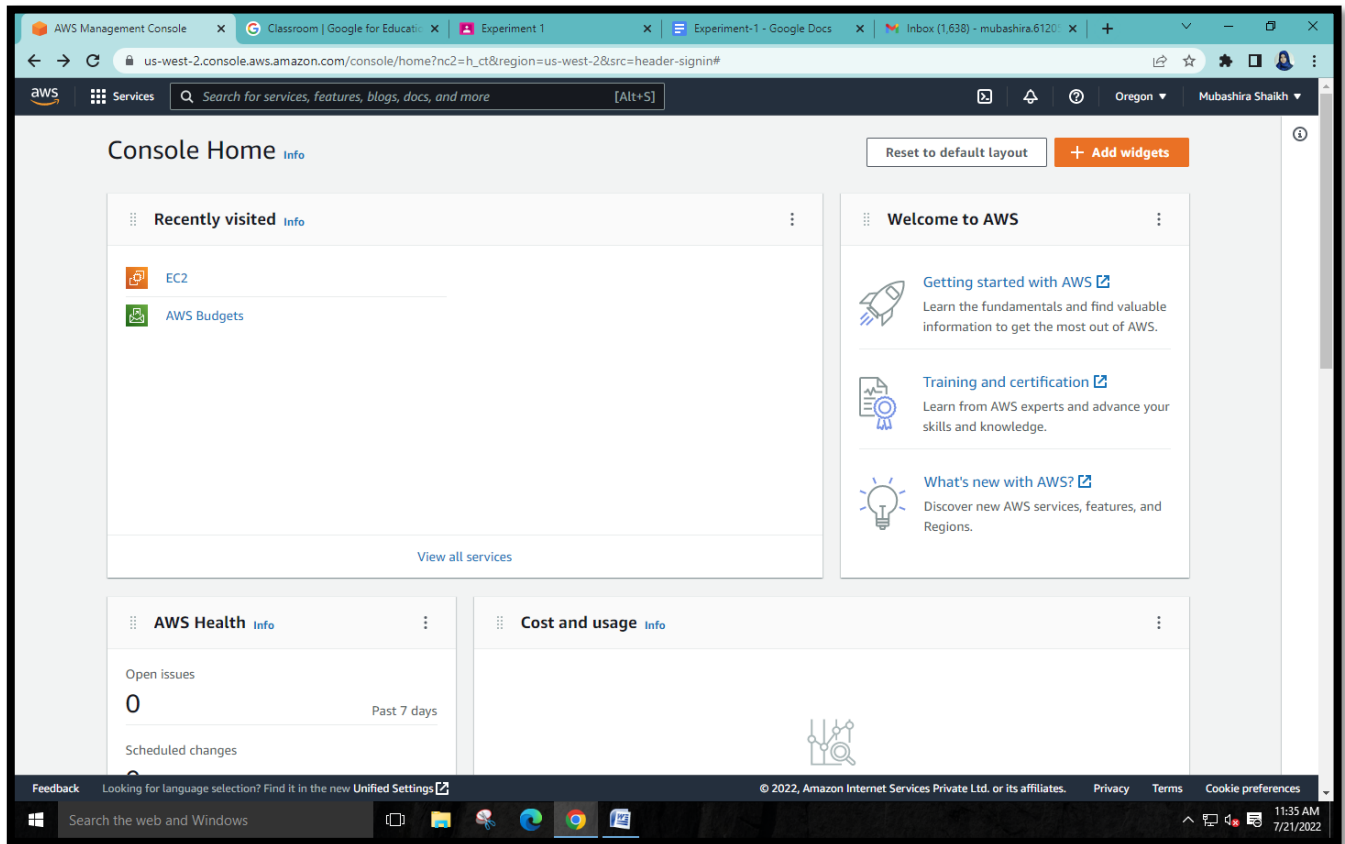 AWS Management Console
Classroom | Google for Educatio
Experiment 1
Experiment-1 - Google Docs
Inbox (1,638) - mubashira.61205
us-west-2.console.aws.amazon.com/console/home?nc2=h_ct&region=us-west-2&src=header-signin#
aws
Services
Search for services, features, blogs, docs, and more
[Alt+S]
Oregon
Mubashira Shaikh
Console Home Info
Reset to default layout
+ Add widgets
Recently visited Info
EC2
AWS Budgets
View all services
Welcome to AWS
Getting started with AWS
Learn the fundamentals and find valuable
information to get the most out of AWS.
Training and certification
Learn from AWS experts and advance your
skills and knowledge.
What's new with AWS?
Discover new AWS services, features, and
Regions.
AWS Health Info
Open issues
0
Past 7 days
Scheduled changes
Cost and usage Info
Feedback
Looking for language selection? Find it in the new Unified Settings
© 2022, Amazon Internet Services Private Ltd. or its affiliates.
Privacy
Terms
Cookie preferences
Search the web and Windows
11:35 AM
7/21/2022